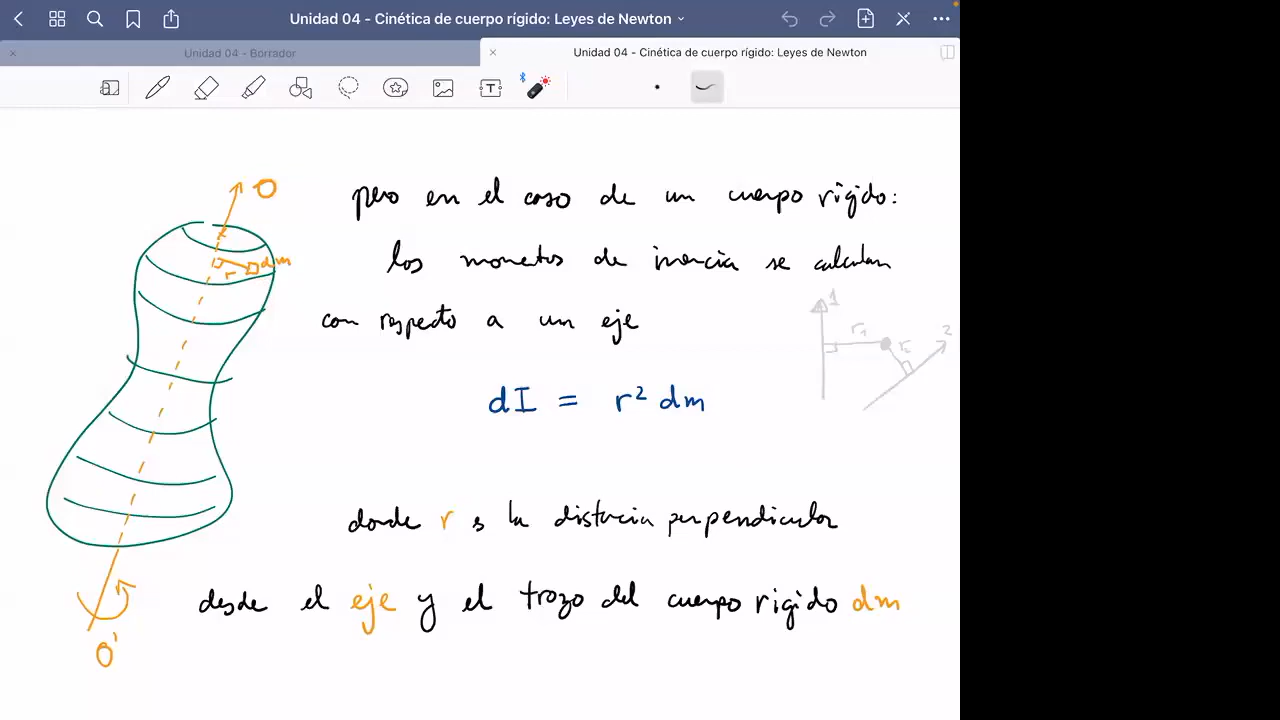 Unidad 04 - Cinética de cuerpo rígido: Leyes de Newton
Unidad 04 - Borrador
Unidad 04 - Cinética de cuerpo rígido: Leyes de Newton
O
pero en el caso de un cuerpo rígido:
dm
r
los momentos de inercia se calculan
con respecto a un eje
1
r1
r2
2
dI = r² dm
donde r es la distancia perpendicular
desde el eje y el trozo del cuerpo rigido dm
O'